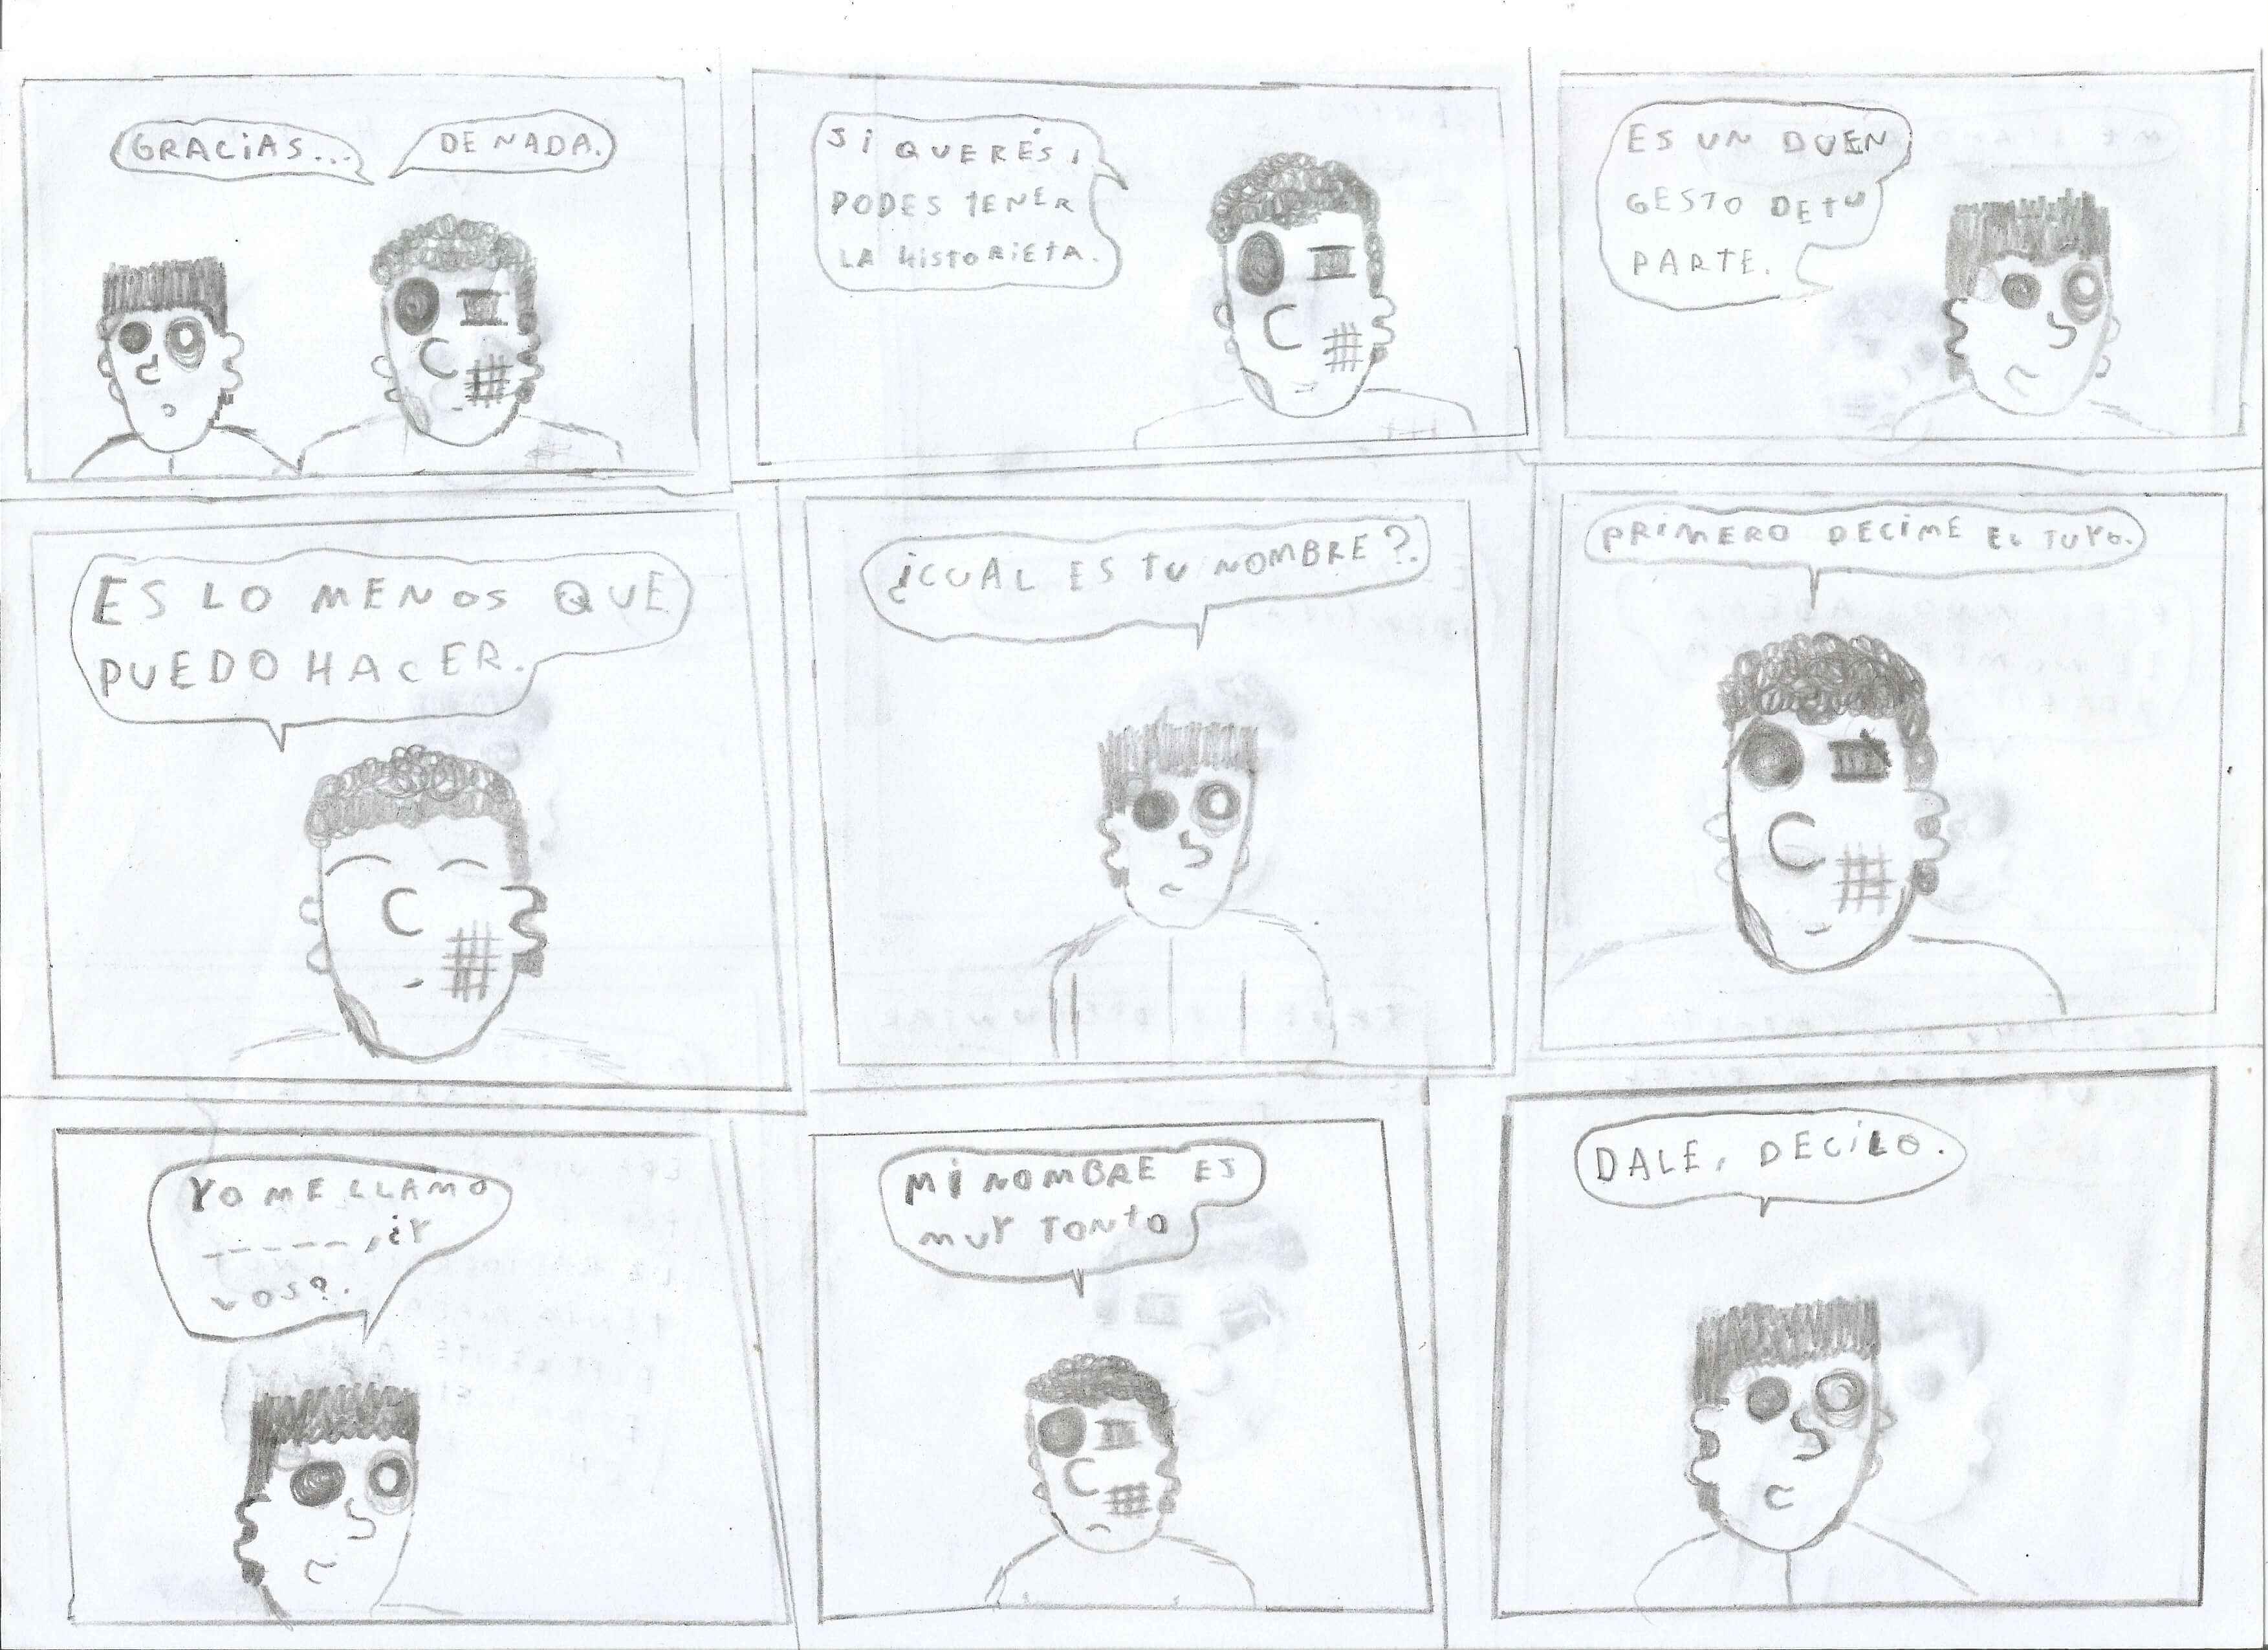 GRACIAS...
DE NADA.
SI QUERÉS,
PODES TENER
LA HISTORIETA.
ES UN BUEN
GESTO DE TU
PARTE.
ES LO MENOS QUE
PUEDO HACER.
¿CUAL ES TU NOMBRE?.
PRIMERO DECIME EL TUYO.
YO ME LLAMO
------, ¿Y
VOS?.
MI NOMBRE ES
MUY TONTO
DALE, DECILO.